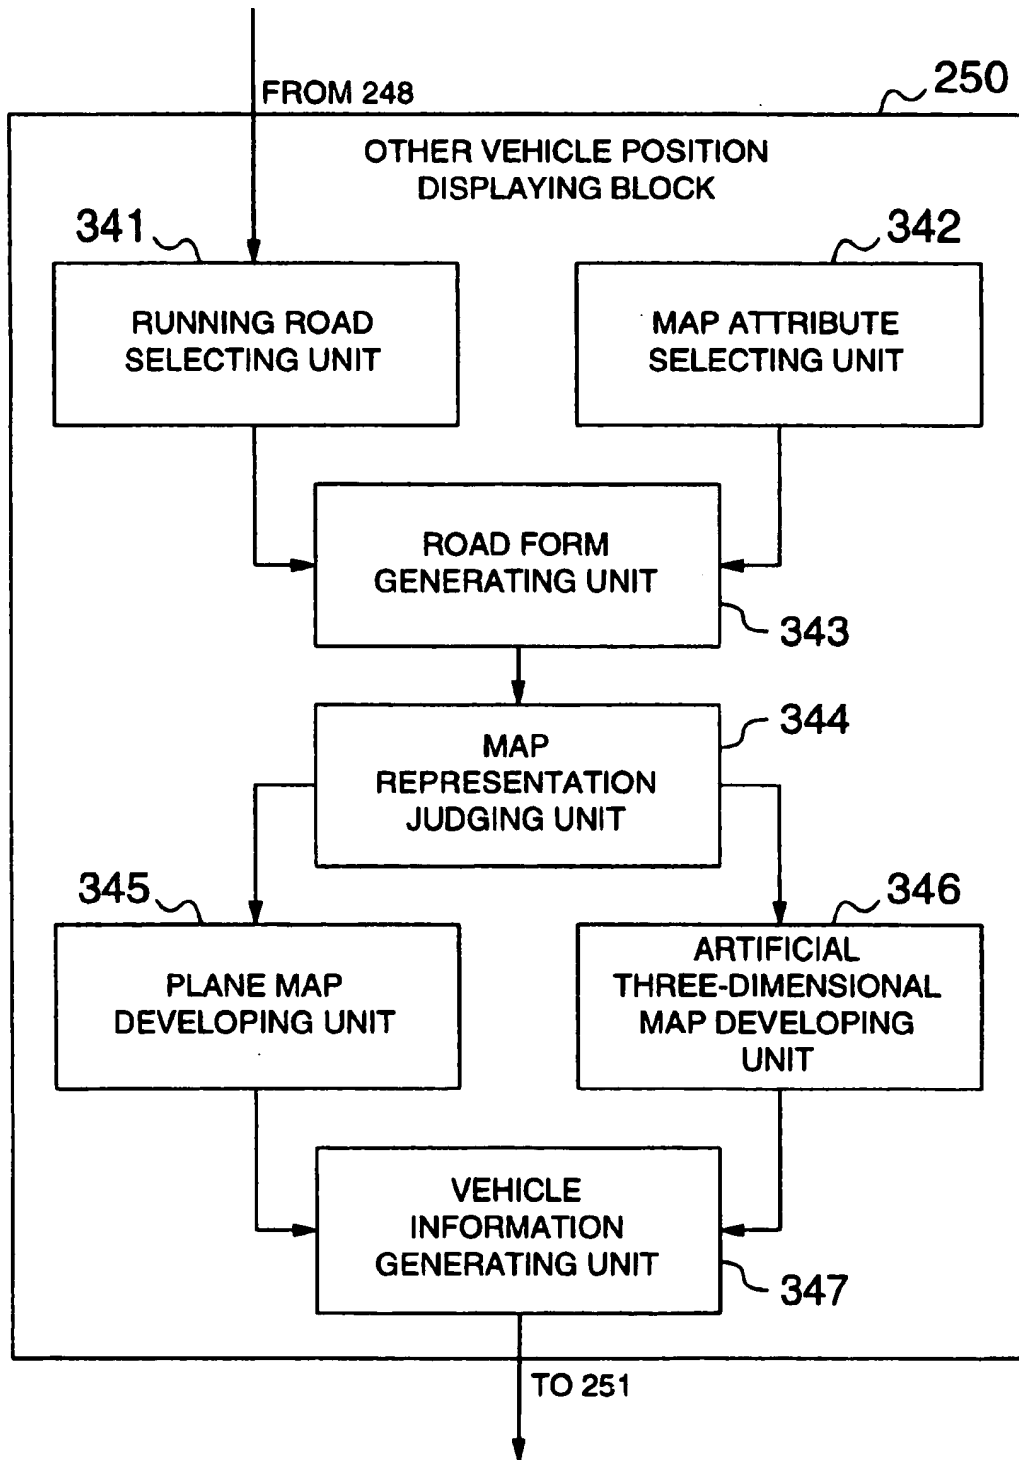 FROM 248
250
OTHER VEHICLE POSITION
DISPLAYING BLOCK
341
342
RUNNING ROAD
SELECTING UNIT
MAP ATTRIBUTE
SELECTING UNIT
ROAD FORM
GENERATING UNIT
343
344
MAP
REPRESENTATION
JUDGING UNIT
345
346
PLANE MAP
DEVELOPING UNIT
ARTIFICIAL
THREE-DIMENSIONAL
MAP DEVELOPING
UNIT
VEHICLE
INFORMATION
GENERATING UNIT
347
TO 251